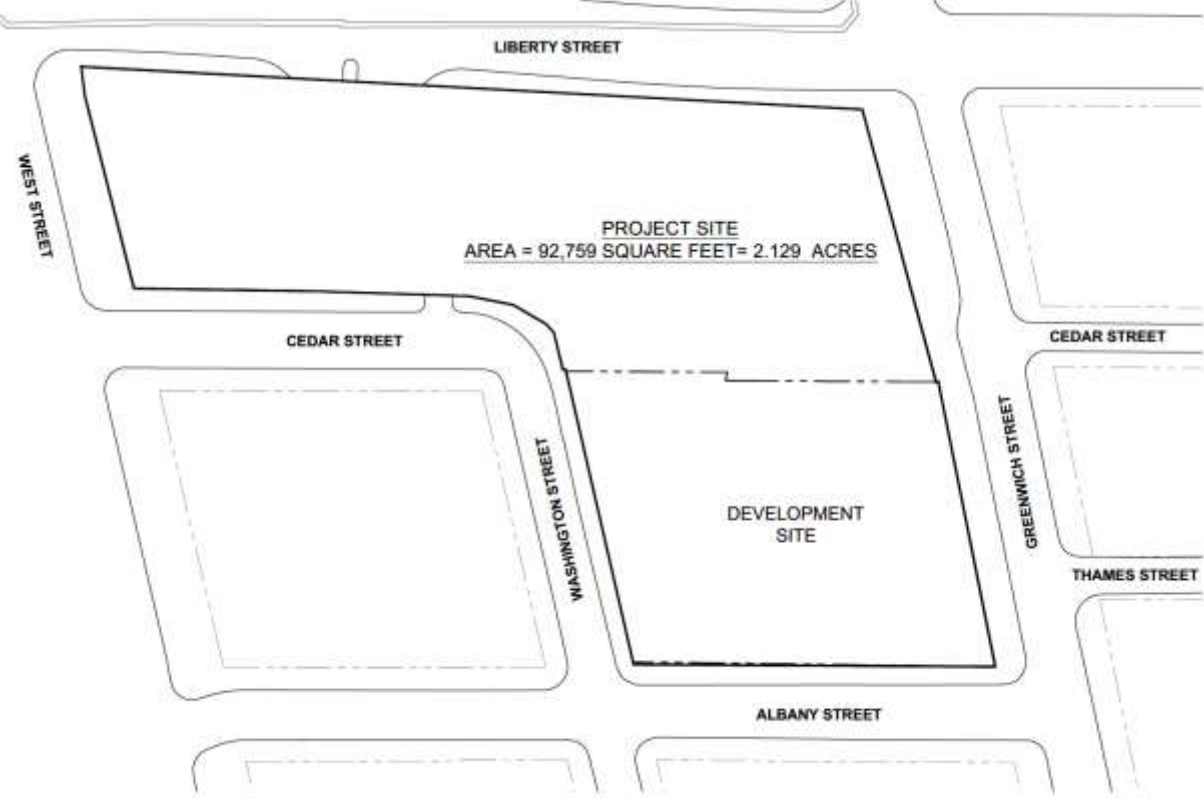 LIBERTY STREET
WEST STREET
PROJECT SITE
AREA = 92,759 SQUARE FEET= 2.129 ACRES
CEDAR STREET
CEDAR STREET
WASHINGTON STREET
GREENWICH STREET
DEVELOPMENT
SITE
THAMES STREET
ALBANY STREET